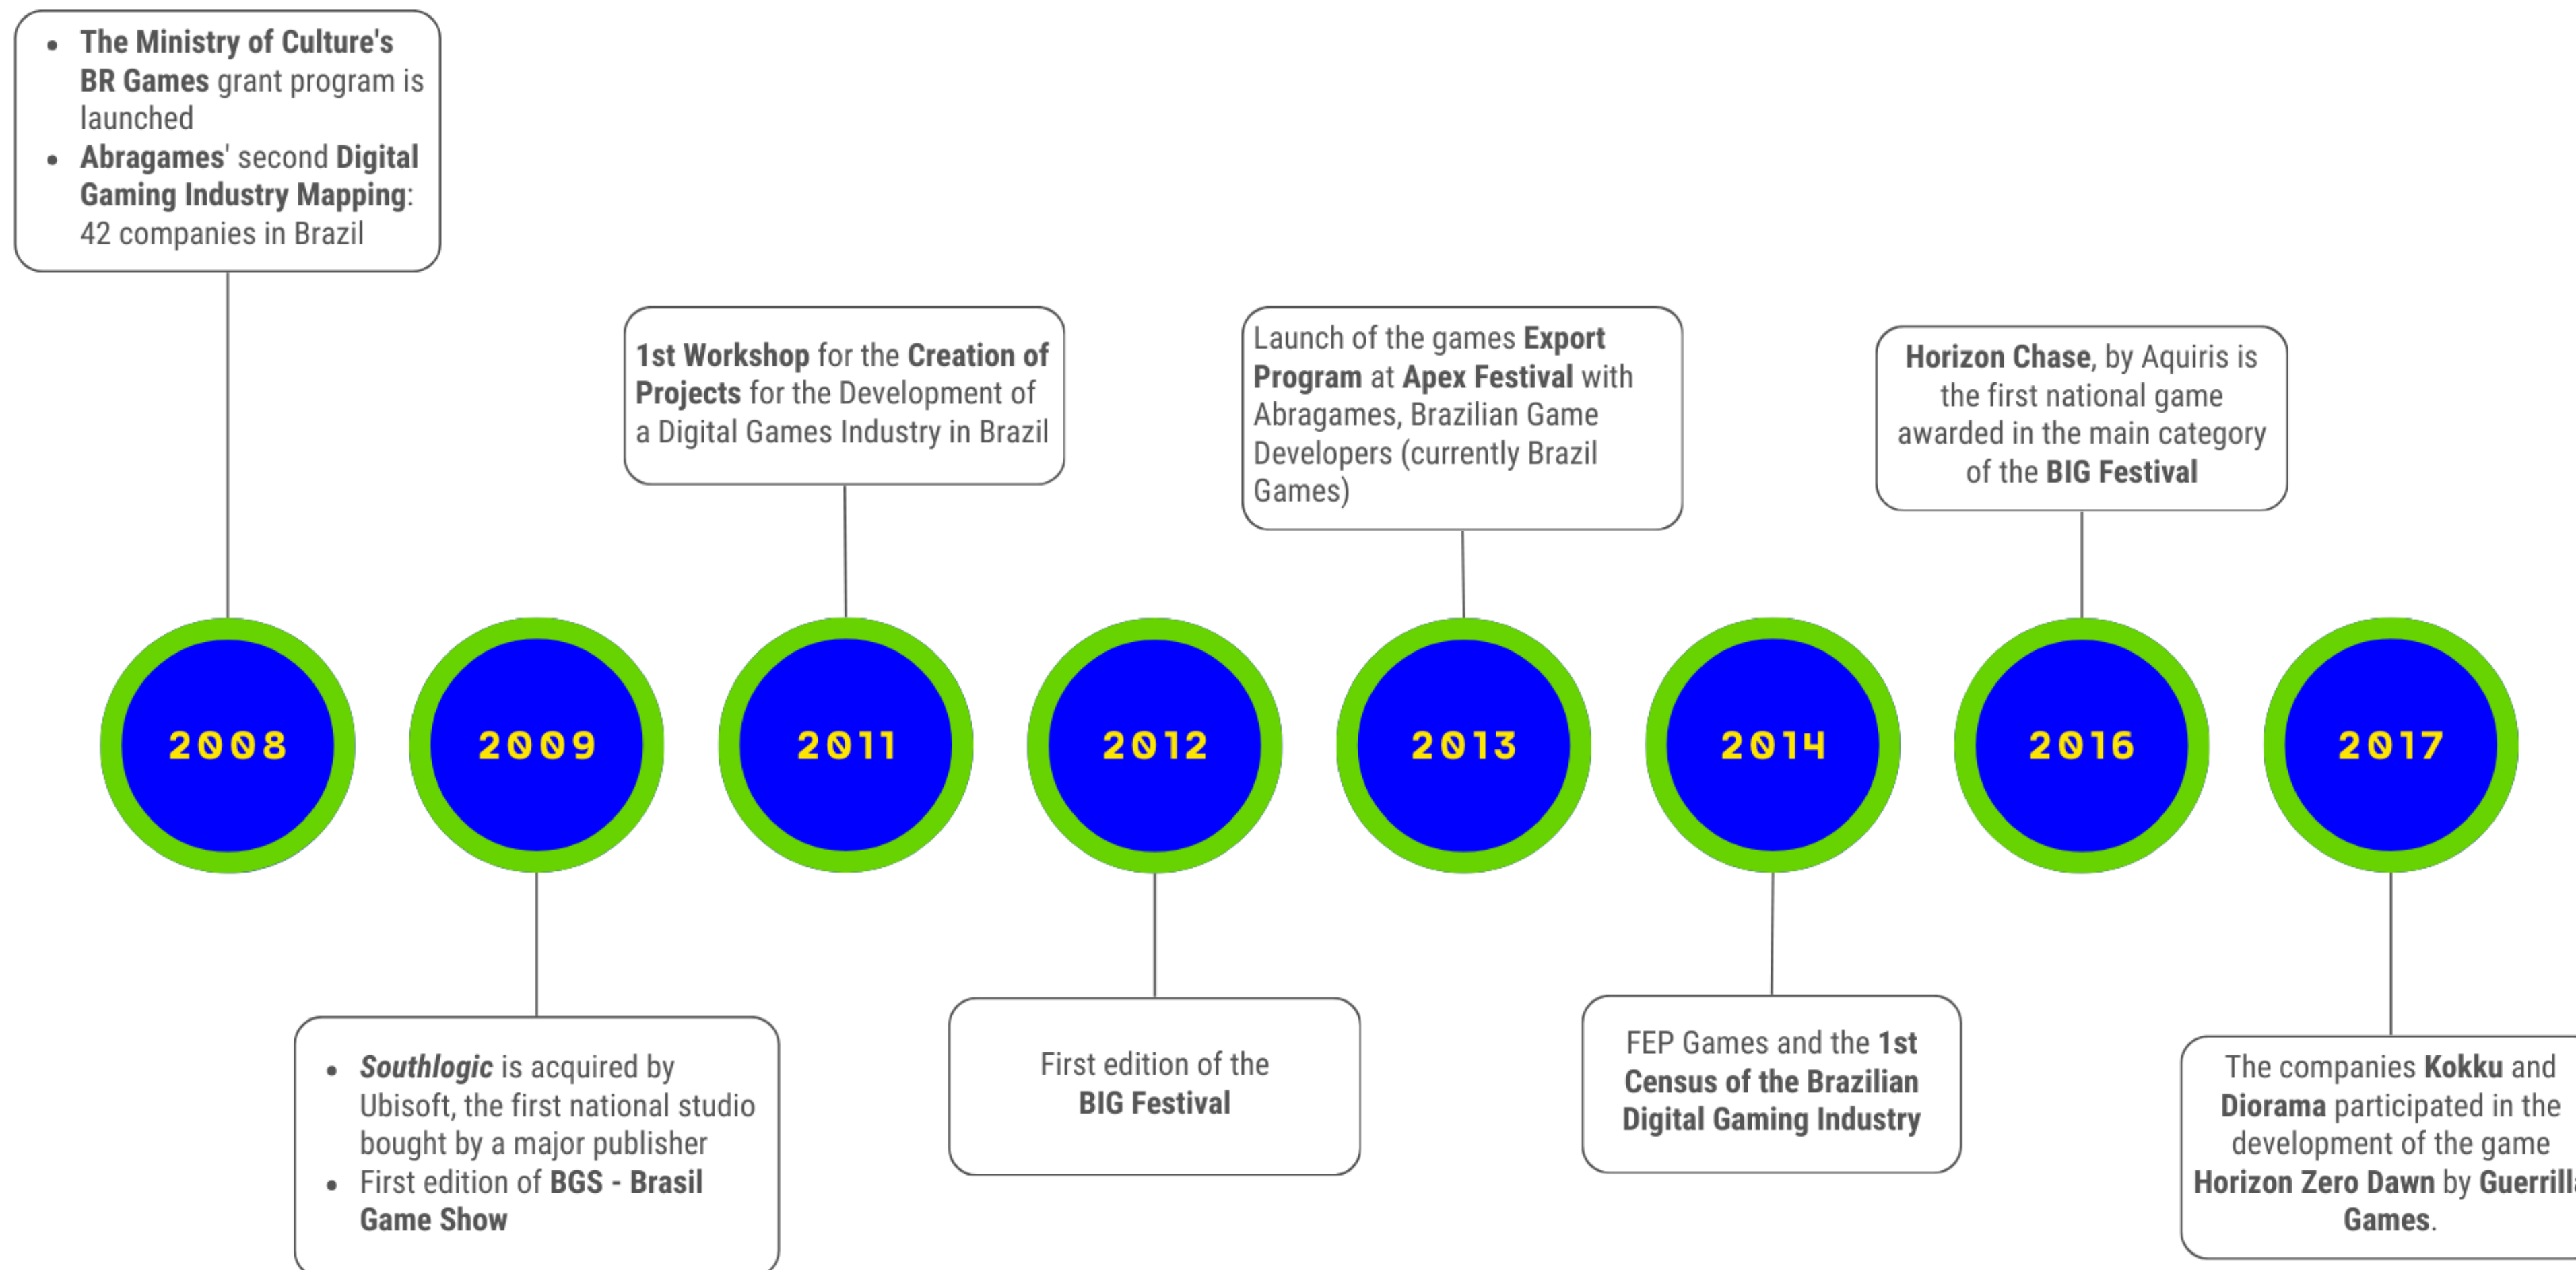 • The Ministry of Culture's
BR Games grant program is
launched
• Abragames' second Digital
Gaming Industry Mapping:
42 companies in Brazil
1st Workshop for the Creation of
Projects for the Development of
a Digital Games Industry in Brazil
Launch of the games Export
Program at Apex Festival with
Abragames, Brazilian Game
Developers (currently Brazil
Games)
Horizon Chase, by Aquiris is
the first national game
awarded in the main category
of the BIG Festival
2008
2009
2011
2012
2013
2014
2016
2017
• Southlogic is acquired by
Ubisoft, the first national studio
bought by a major publisher
• First edition of BGS - Brasil
Game Show
First edition of the
BIG Festival
FEP Games and the 1st
Census of the Brazilian
Digital Gaming Industry
The companies Kokku and
Diorama participated in the
development of the game
Horizon Zero Dawn by Guerrilla
Games.